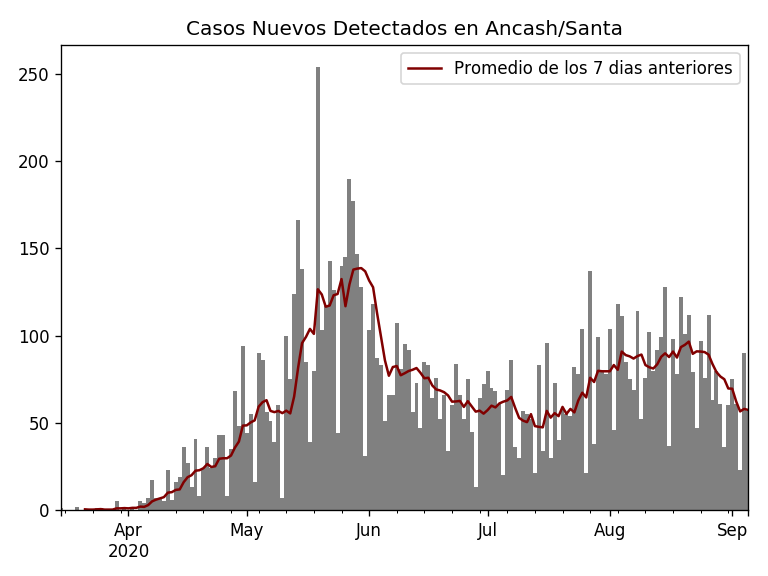 Casos Nuevos Detectados en Ancash/Santa
Promedio de los 7 dias anteriores
250
200
150
100
50
0
Apr
2020
May
Jun
Jul
Aug
Sep